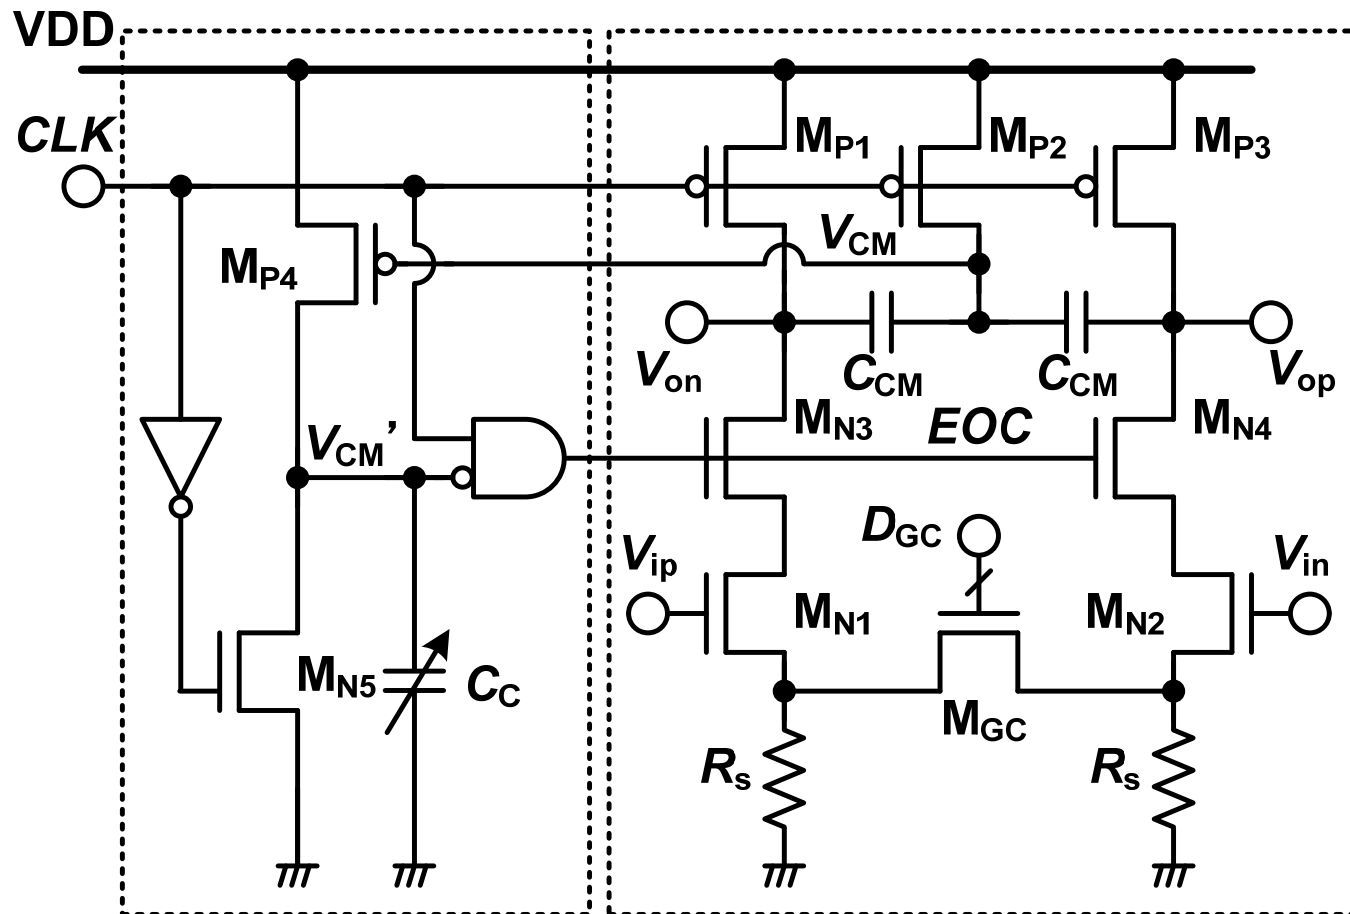 VDD
CLK
MP1
MP2
MP3
VCM
MP4
Von
CCM
CCM
Vop
MN3
EOC
MN4
VCM’
DGC
Vip
Vin
MN1
MN2
MN5
CC
MGC
Rs
Rs